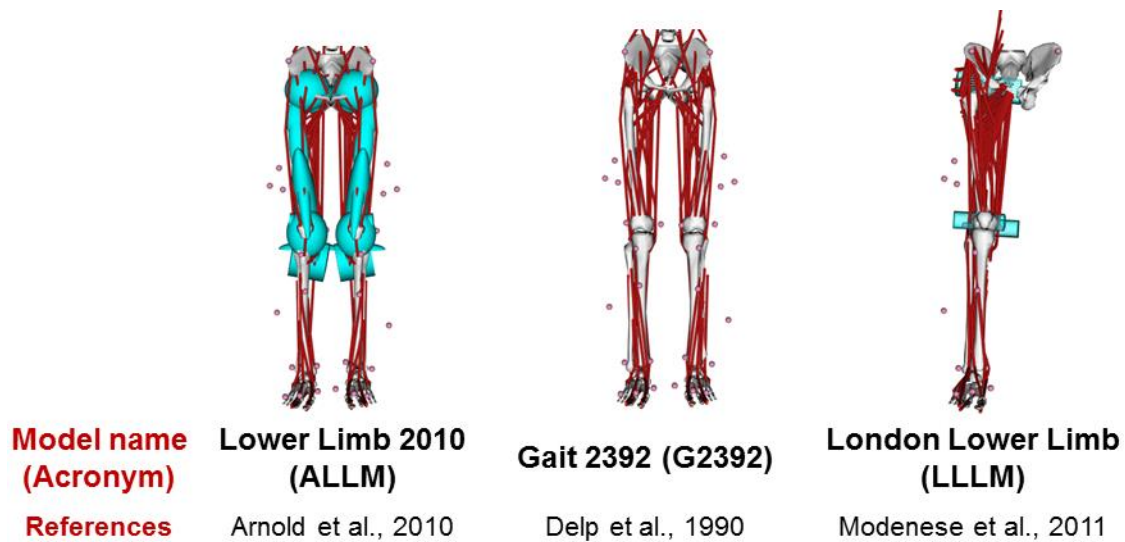 Model name
(Acronym)
Lower Limb 2010
(ALLM)
Gait 2392 (G2392)
London Lower Limb
(LLLM)
References
Arnold et al., 2010
Delp et al., 1990
Modenese et al., 2011